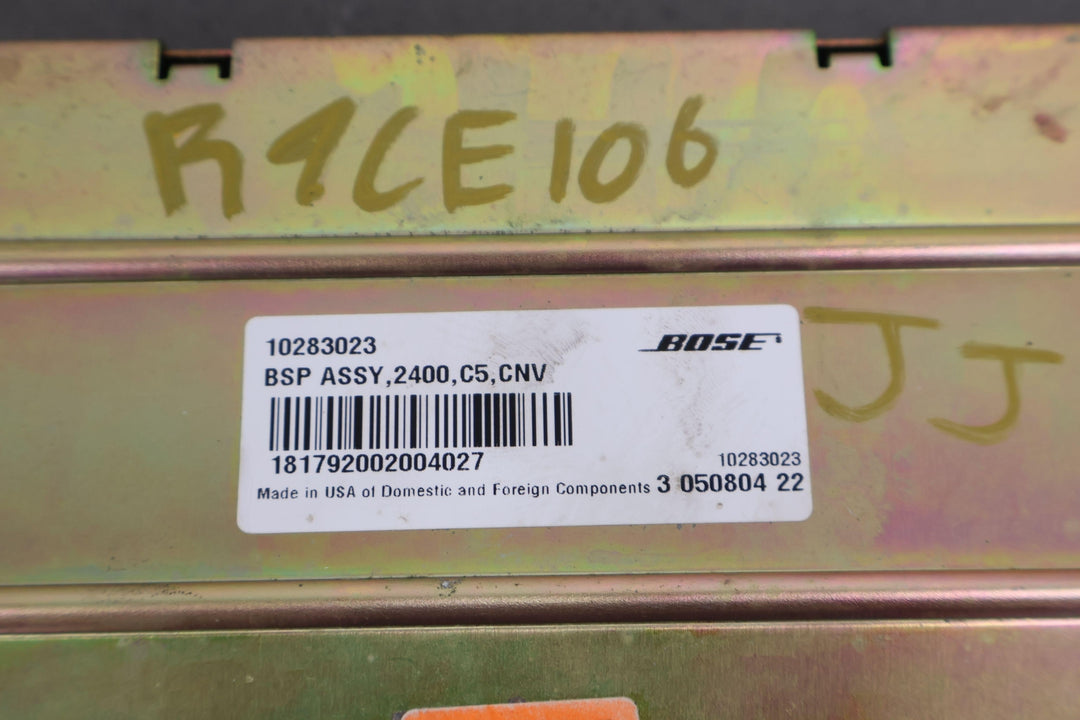 R9CE106
10283023
BOSE
BSP ASSY,2400,C5,CNV
181792002004027
10283023
Made in USA of Domestic and Foreign Components 3 050804 22
J J